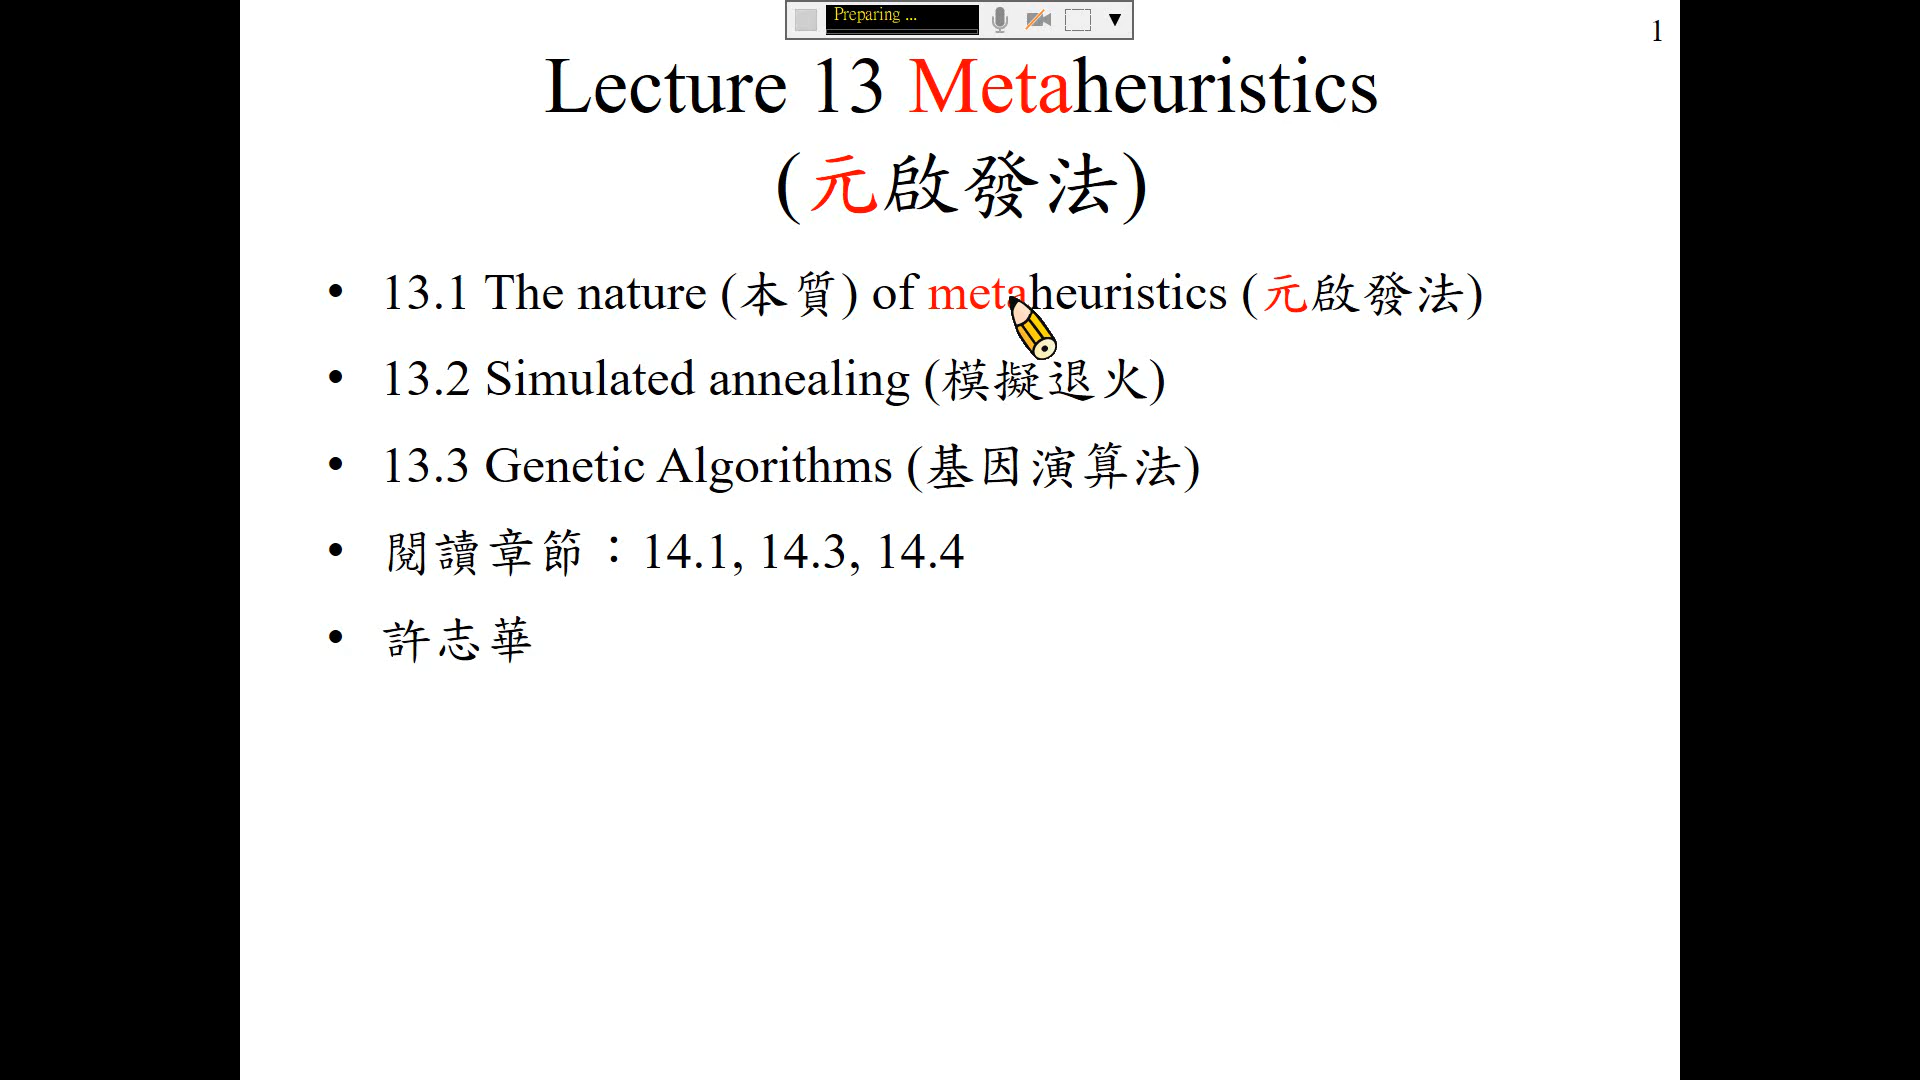 Preparing ...
1
Lecture 13 Metaheuristics
(元啟發法)
• 13.1 The nature (本質) of metaheuristics (元啟發法)
• 13.2 Simulated annealing (模擬退火)
• 13.3 Genetic Algorithms (基因演算法)
• 閱讀章節：14.1, 14.3, 14.4
• 許志華